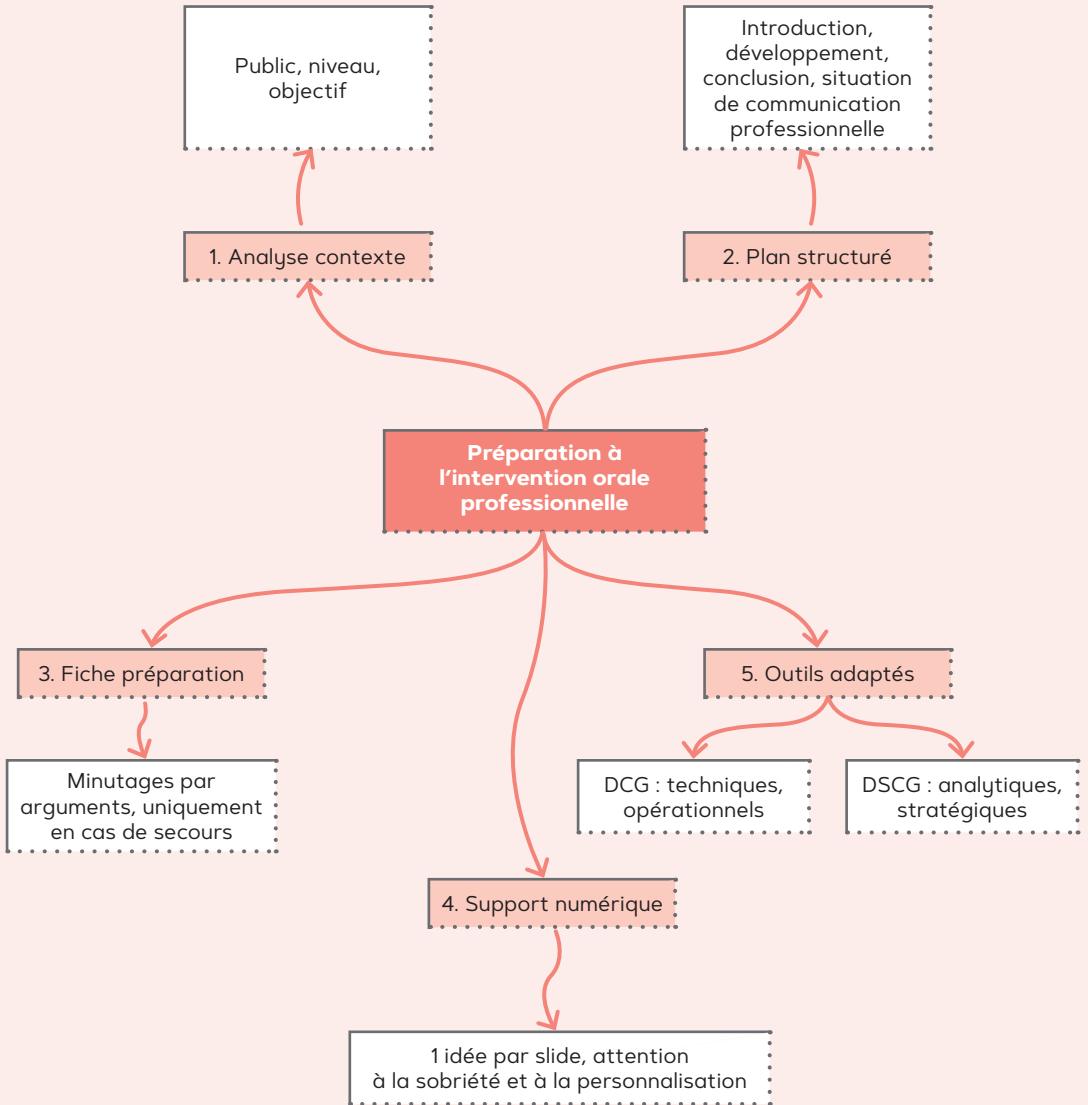 Public, niveau,
objectif
Introduction,
développement,
conclusion, situation
de communication
professionnelle
1. Analyse contexte
2. Plan structuré
Préparation à
l’intervention orale
professionnelle
3. Fiche préparation
5. Outils adaptés
Minutages par
arguments, uniquement
en cas de secours
DCG : techniques,
opérationnels
DSCG : analytiques,
stratégiques
4. Support numérique
1 idée par slide, attention
à la sobriété et à la personnalisation